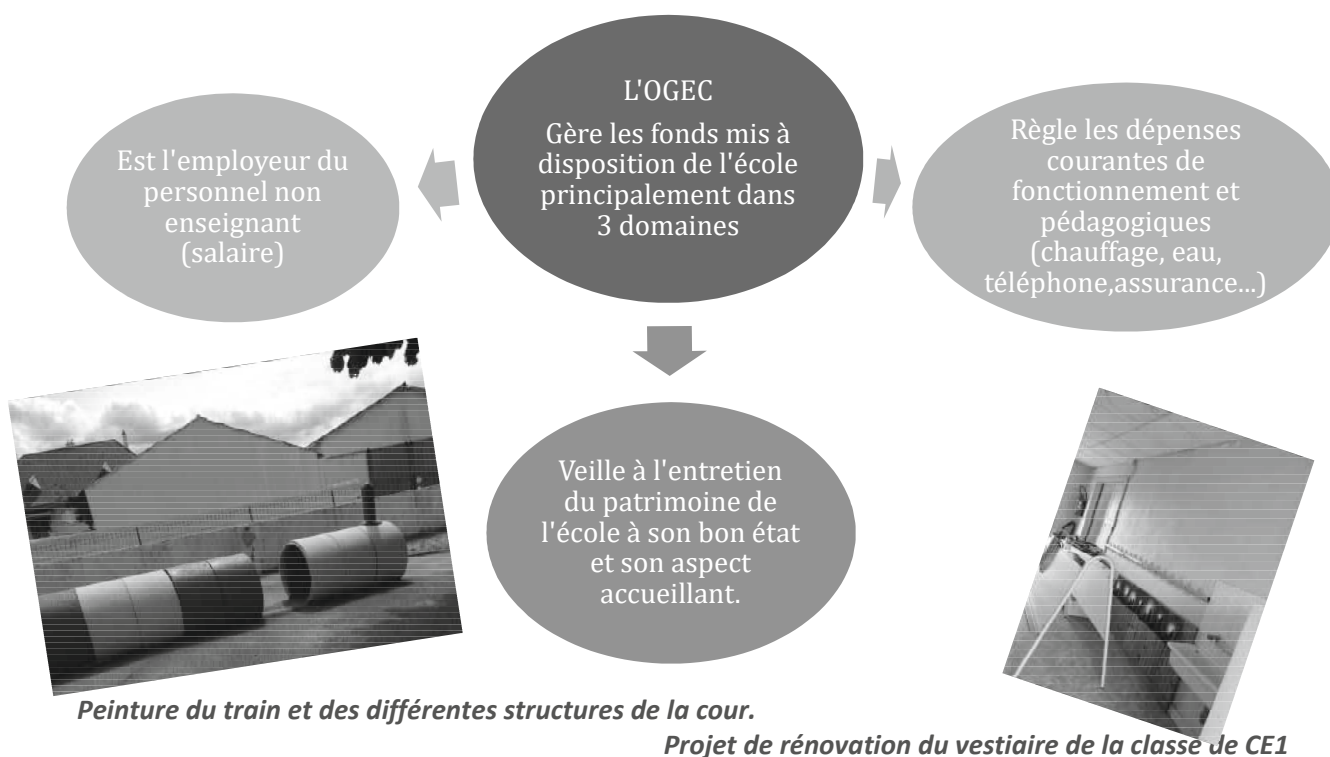 L'OGEC
Gère les fonds mis à
disposition de l'école
principalement dans
3 domaines
Est l'employeur du
personnel non
enseignant
(salaire)
Règle les dépenses
courantes de
fonctionnement et
pédagogiques
(chauffage, eau,
téléphone,assurance...)
Veille à l'entretien
du patrimoine de
l'école à son bon état
et son aspect
accueillant.
Peinture du train et des différentes structures de la cour.
Projet de rénovation du vestiaire de la classe de CE1